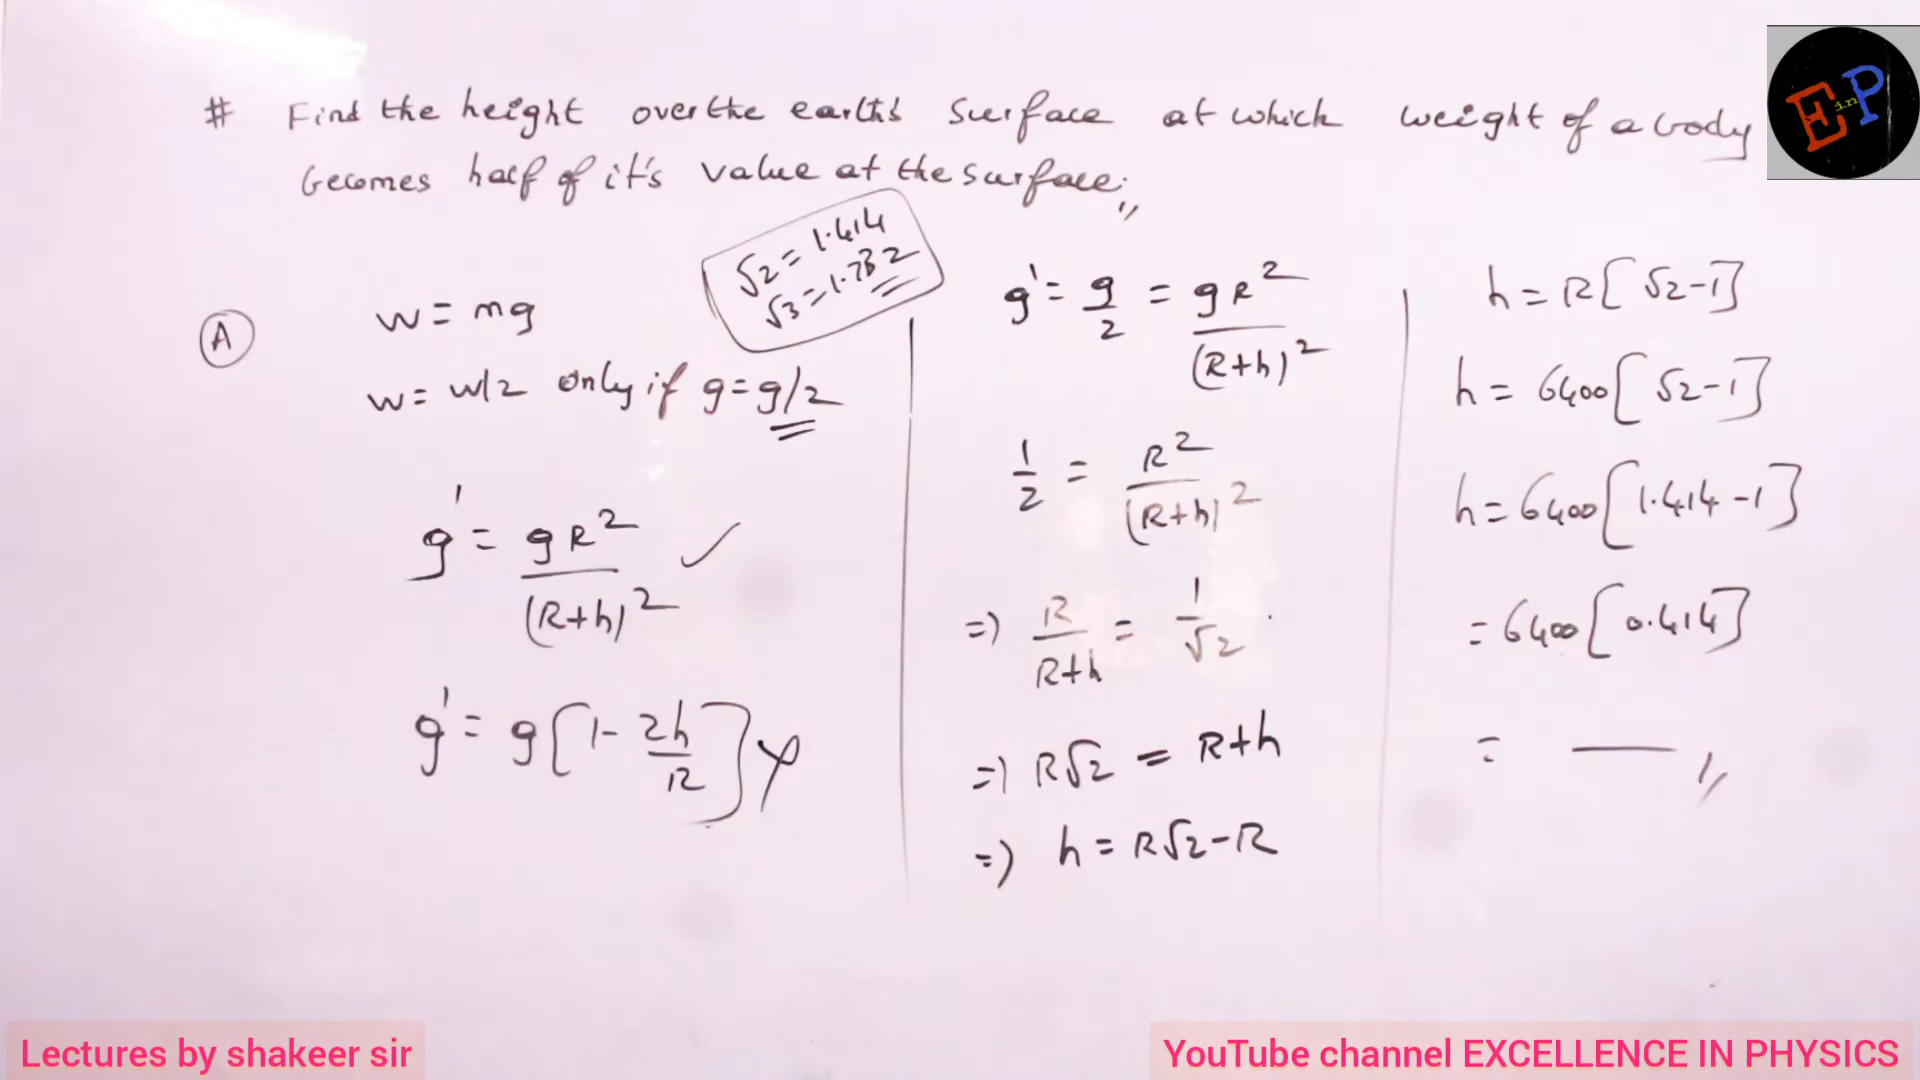 # Find the height over the earth's surface at which weight of a body
becomes half of it's value at the surface.,,
E in P
√2 = 1.414
√3 = 1.732
A
w = mg
w = w/2 only if g = g/2
g' = gR²/(R+h)² ✓
g' = g[1 - 2h/R] ✗
g' = g/2 = gR²/(R+h)²
1/2 = R²/(R+h)²
=> R/R+h = 1/√2
=> R√2 = R+h
=> h = R√2 - R
h = R[√2-1]
h = 6400[√2-1]
h = 6400[1.414-1]
= 6400[0.414]
= —— ,,
Lectures by shakeer sir
YouTube channel EXCELLENCE IN PHYSICS